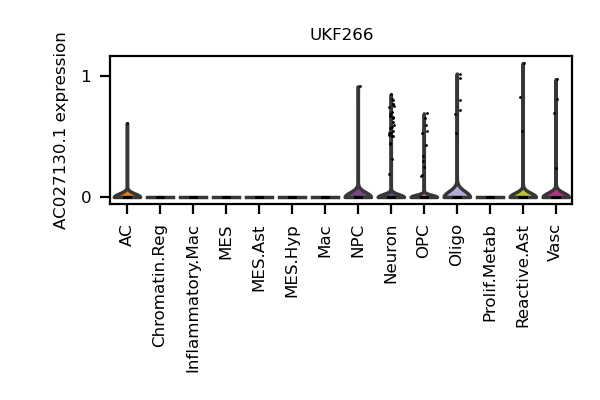 UKF266
AC027130.1 expression
1
0
AC
Chromatin.Reg
Inflammatory.Mac
MES
MES.Ast
MES.Hyp
Mac
NPC
Neuron
OPC
Oligo
Prolif.Metab
Reactive.Ast
Vasc